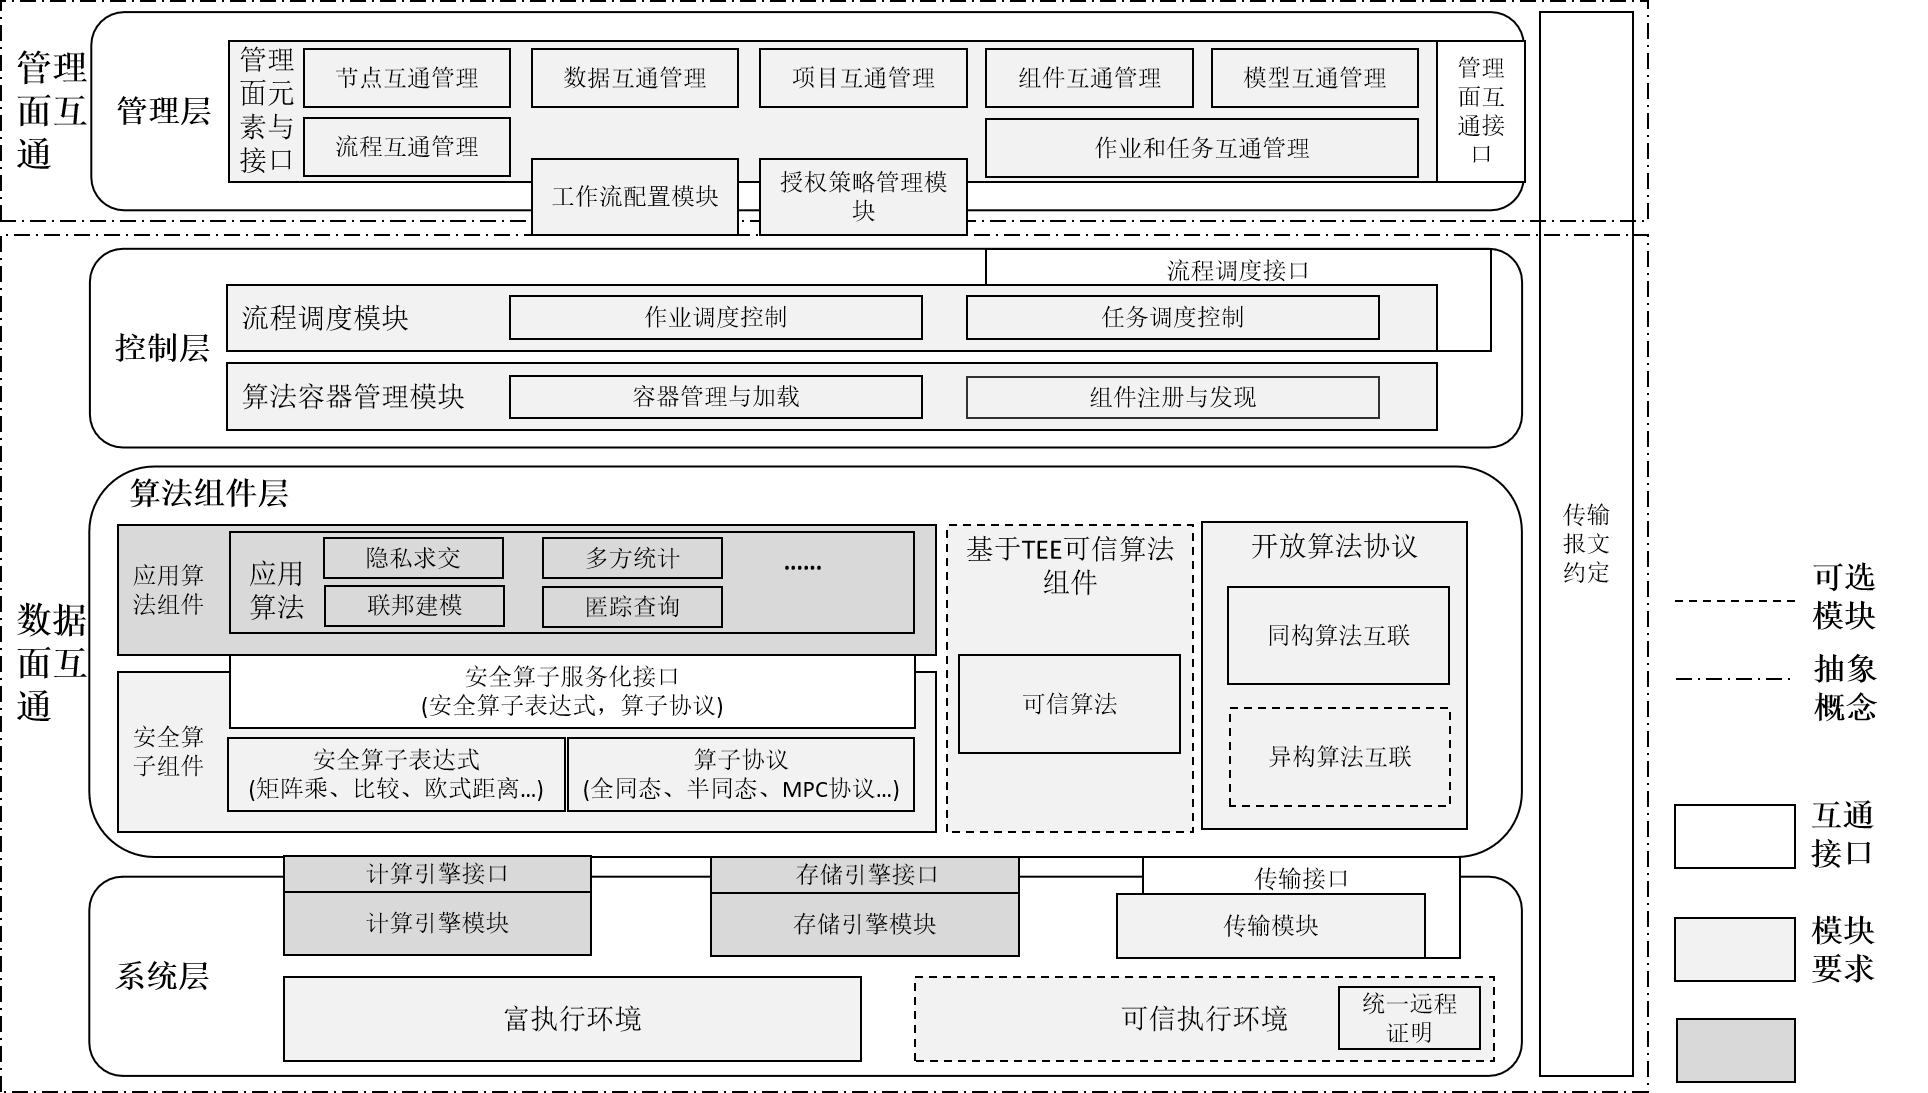 管理
面互
通
管理层
管理
面元
素与
接口
节点互通管理
数据互通管理
项目互通管理
组件互通管理
模型互通管理
流程互通管理
作业和任务互通管理
工作流配置模块
授权策略管理模
块
管理
面互
通接
口
数据
面互
通
控制层
流程调度接口
流程调度模块
作业调度控制
任务调度控制
算法容器管理模块
容器管理与加载
组件注册与发现
算法组件层
应用算
法组件
应用
算法
隐私求交
多方统计
......
联邦建模
匿踪查询
安全算子服务化接口
(安全算子表达式，算子协议)
安全算
子组件
安全算子表达式
(矩阵乘、比较、欧式距离...)
算子协议
(全同态、半同态、MPC协议...)
基于TEE可信算法
组件
可信算法
开放算法协议
同构算法互联
异构算法互联
系统层
计算引擎接口
计算引擎模块
存储引擎接口
存储引擎模块
传输接口
传输模块
富执行环境
可信执行环境
统一远程
证明
传输
报文
约定
可选
模块
抽象
概念
互通
接口
模块
要求